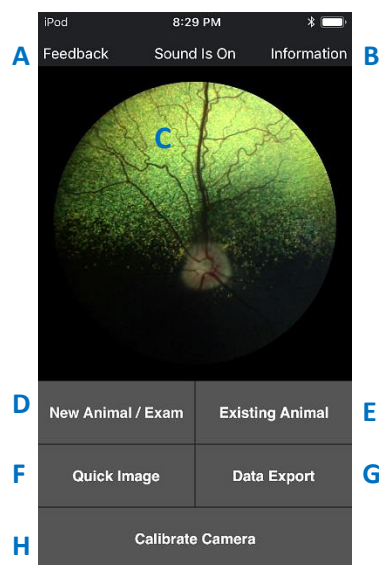 iPod 8:29 PM
A Feedback Sound Is On Information B
C
D New Animal / Exam Existing Animal E
F Quick Image Data Export G
H Calibrate Camera